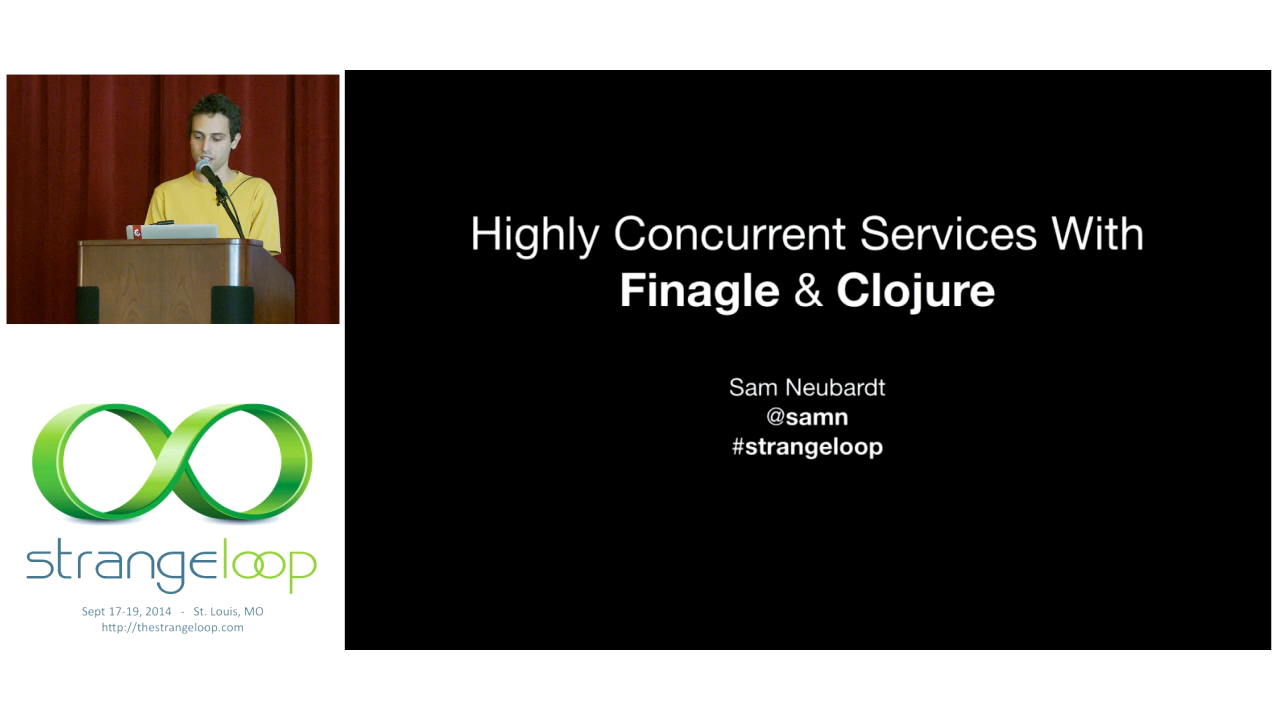 Highly Concurrent Services With
Finagle & Clojure
Sam Neubardt
@samn
#strangeloop
strangeloop
Sept 17-19, 2014 - St. Louis, MO
http://thestrangeloop.com